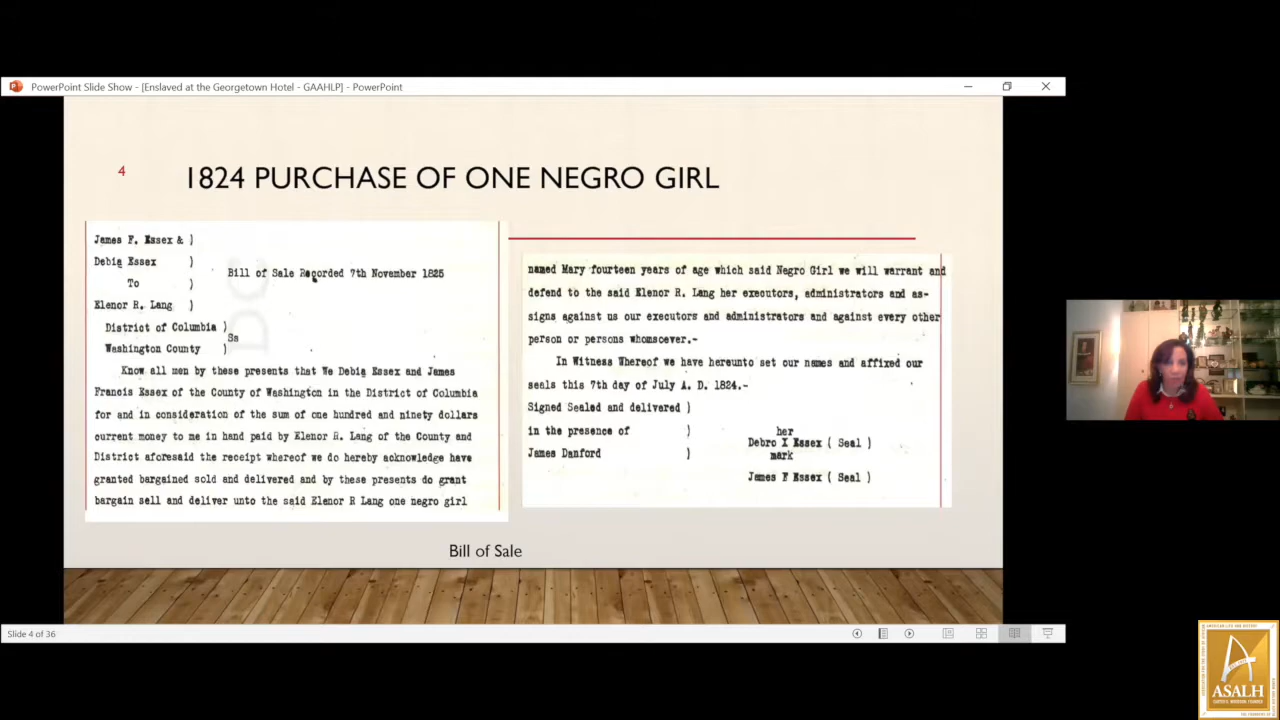 PowerPoint Slide Show - [Enslaved at the Georgetown Hotel - GAAHLP] - PowerPoint
4
1824 PURCHASE OF ONE NEGRO GIRL
James F. Essex & )
Debia Essex )
To )
Elenor R. Lang )
Bill of Sale Recorded 7th November 1825
District of Columbia )
Ss
Washington County )
Know all men by these presents that We Debia Essex and James
Francis Essex of the County of Washington in the District of Columbia
for and in consideration of the sum of one hundred and ninety dollars
current money to me in hand paid by Elenor R. Lang of the County and
District aforesaid the receipt whereof we do hereby acknowledge have
granted bargained sold and delivered and by these presents do grant
bargain sell and deliver unto the said Elenor R Lang one negro girl
named Mary fourteen years of age which said Negro Girl we will warrant and
defend to the said Elenor R. Lang her executors, administrators and as-
signs against us our executors and administrators and against every other
person or persons whomsoever.-
In Witness Whereof we have hereunto set our names and affixed our
seals this 7th day of July A. D. 1824.-
Signed Sealed and delivered )
in the presence of )
James Danford )
her
Debro X Essex ( Seal )
mark
James F Essex ( Seal )
Bill of Sale
Slide 4 of 36
ASALH